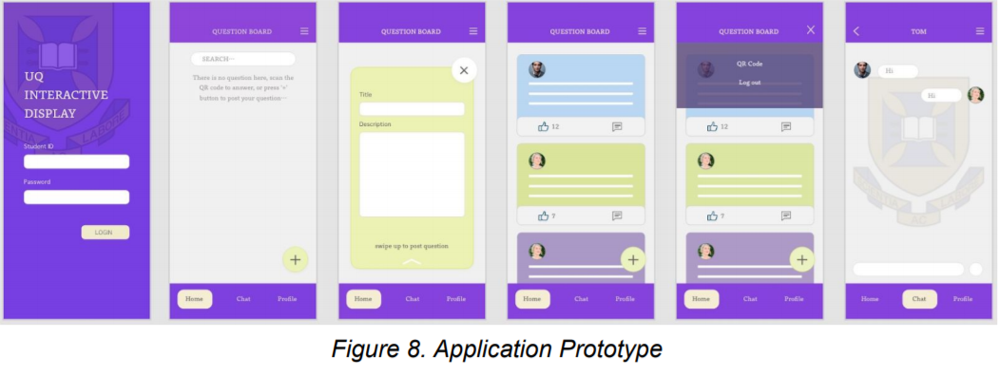 UQ
INTERACTIVE
DISPLAY
Student ID
Password
LOGIN
QUESTION BOARD
SEARCH...
There is no question here, scan the
QR code to answer, or press '+'
button to post your question...
+
Home Chat Profile
QUESTION BOARD
Title
Description
swipe up to post question
Home Chat Profile
QUESTION BOARD
12
7
+
Home Chat Profile
QUESTION BOARD
QR Code
Log out
12
7
+
Home Chat Profile
TOM
Hi
Hi
AC
Home Chat Profile
Figure 8. Application Prototype